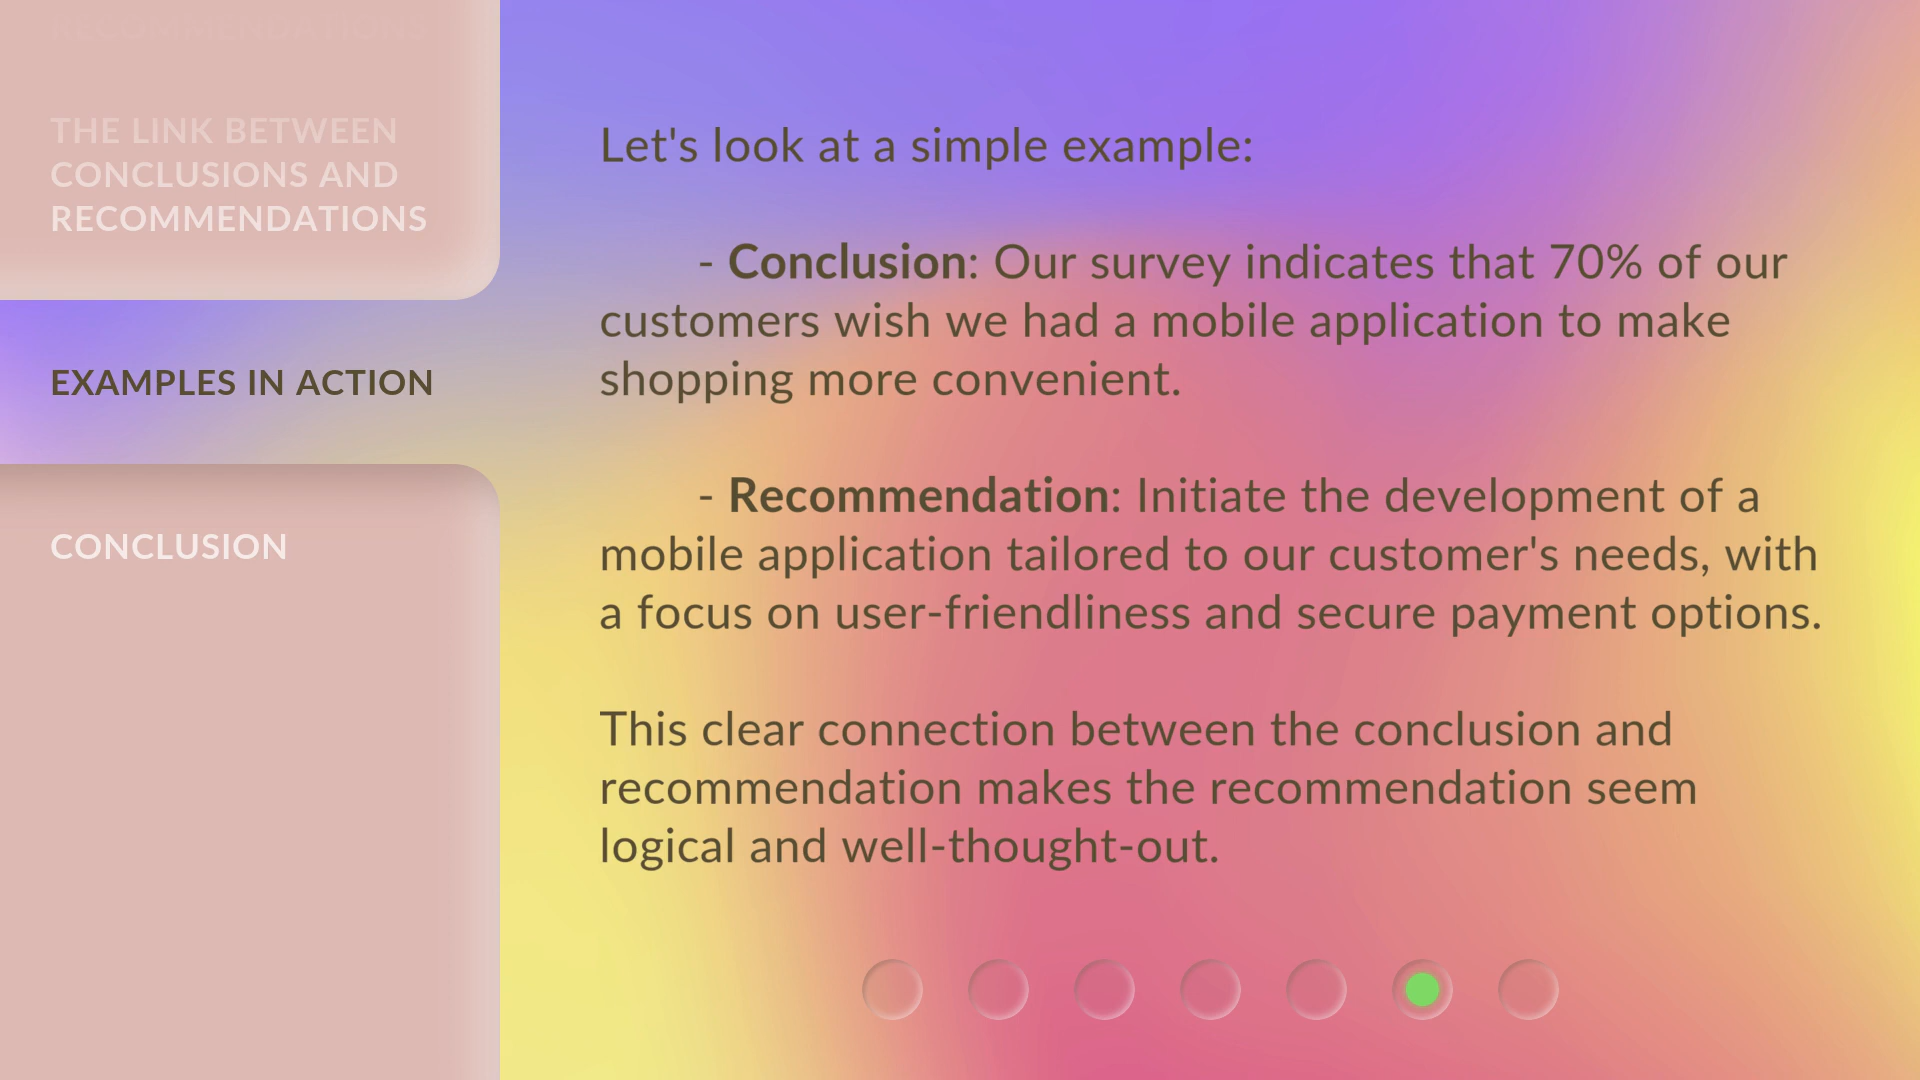 RECOMMENDATIONS
THE LINK BETWEEN
CONCLUSIONS AND
RECOMMENDATIONS
EXAMPLES IN ACTION
CONCLUSION
Let's look at a simple example:
- Conclusion: Our survey indicates that 70% of our
customers wish we had a mobile application to make
shopping more convenient.
- Recommendation: Initiate the development of a
mobile application tailored to our customer's needs, with
a focus on user-friendliness and secure payment options.
This clear connection between the conclusion and
recommendation makes the recommendation seem
logical and well-thought-out.